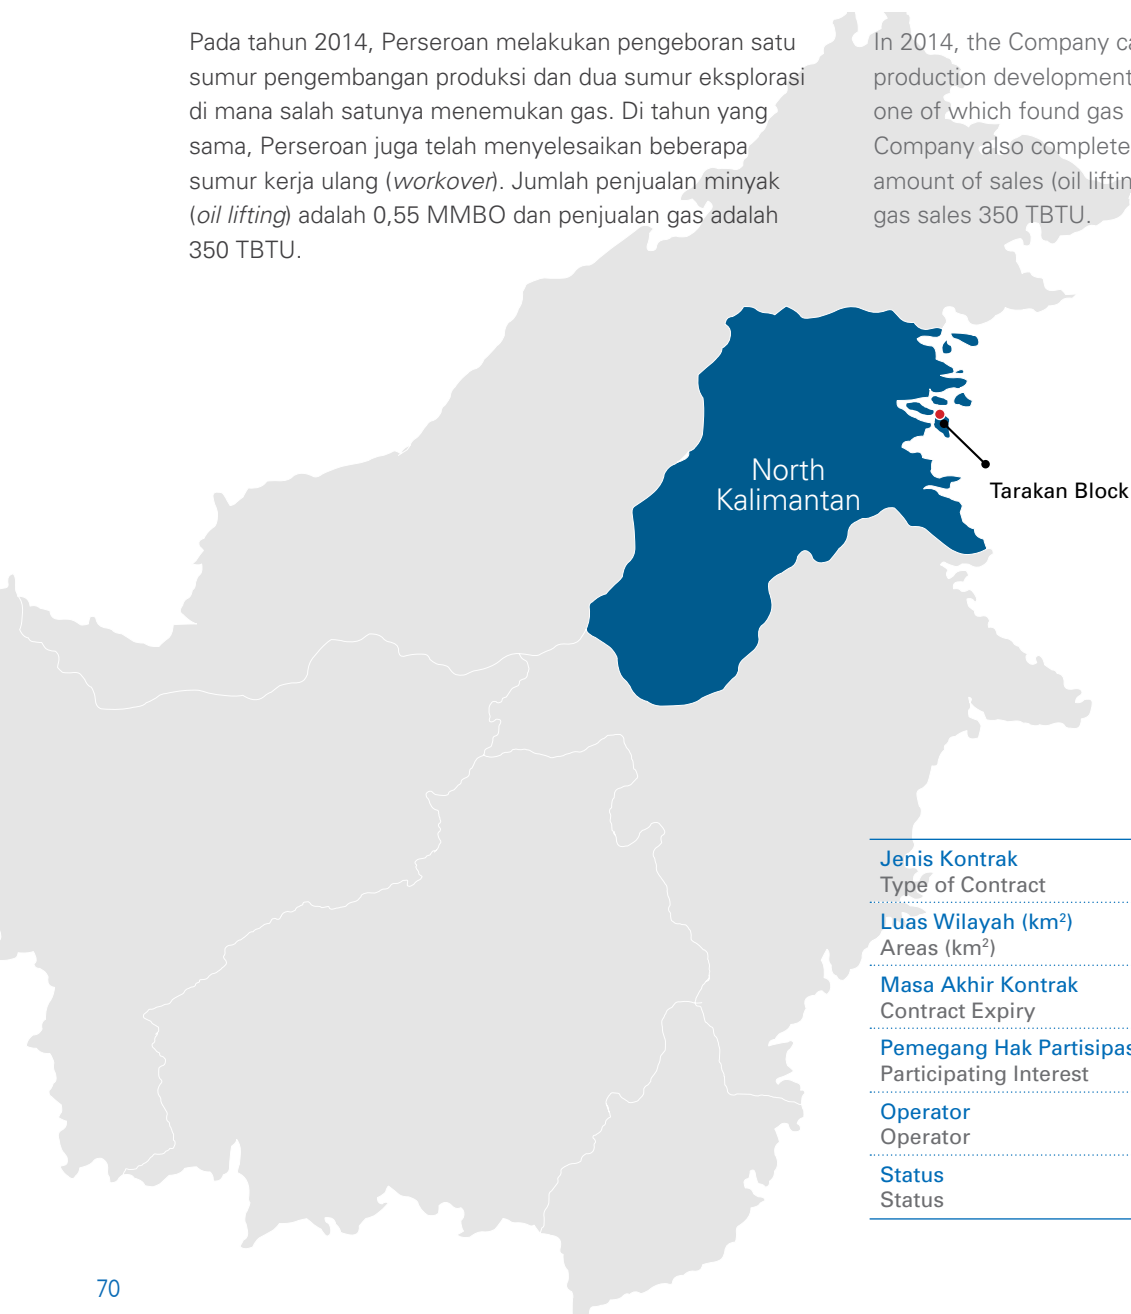 Pada tahun 2014, Perseroan melakukan pengeboran satu
sumur pengembangan produksi dan dua sumur eksplorasi
di mana salah satunya menemukan gas. Di tahun yang
sama, Perseroan juga telah menyelesaikan beberapa
sumur kerja ulang (workover). Jumlah penjualan minyak
(oil lifting) adalah 0,55 MMBO dan penjualan gas adalah
350 TBTU.
In 2014, the Company
production development
one of which found gas
Company also complete
amount of sales (oil
gas sales 350 TBTU.
North
Kalimantan
Tarakan Block
Jenis Kontrak
Type of Contract
Luas Wilayah (km²)
Areas (km²)
Masa Akhir Kontrak
Contract Expiry
Pemegang Hak
Participating Interest
Operator
Operator
Status
Status
70